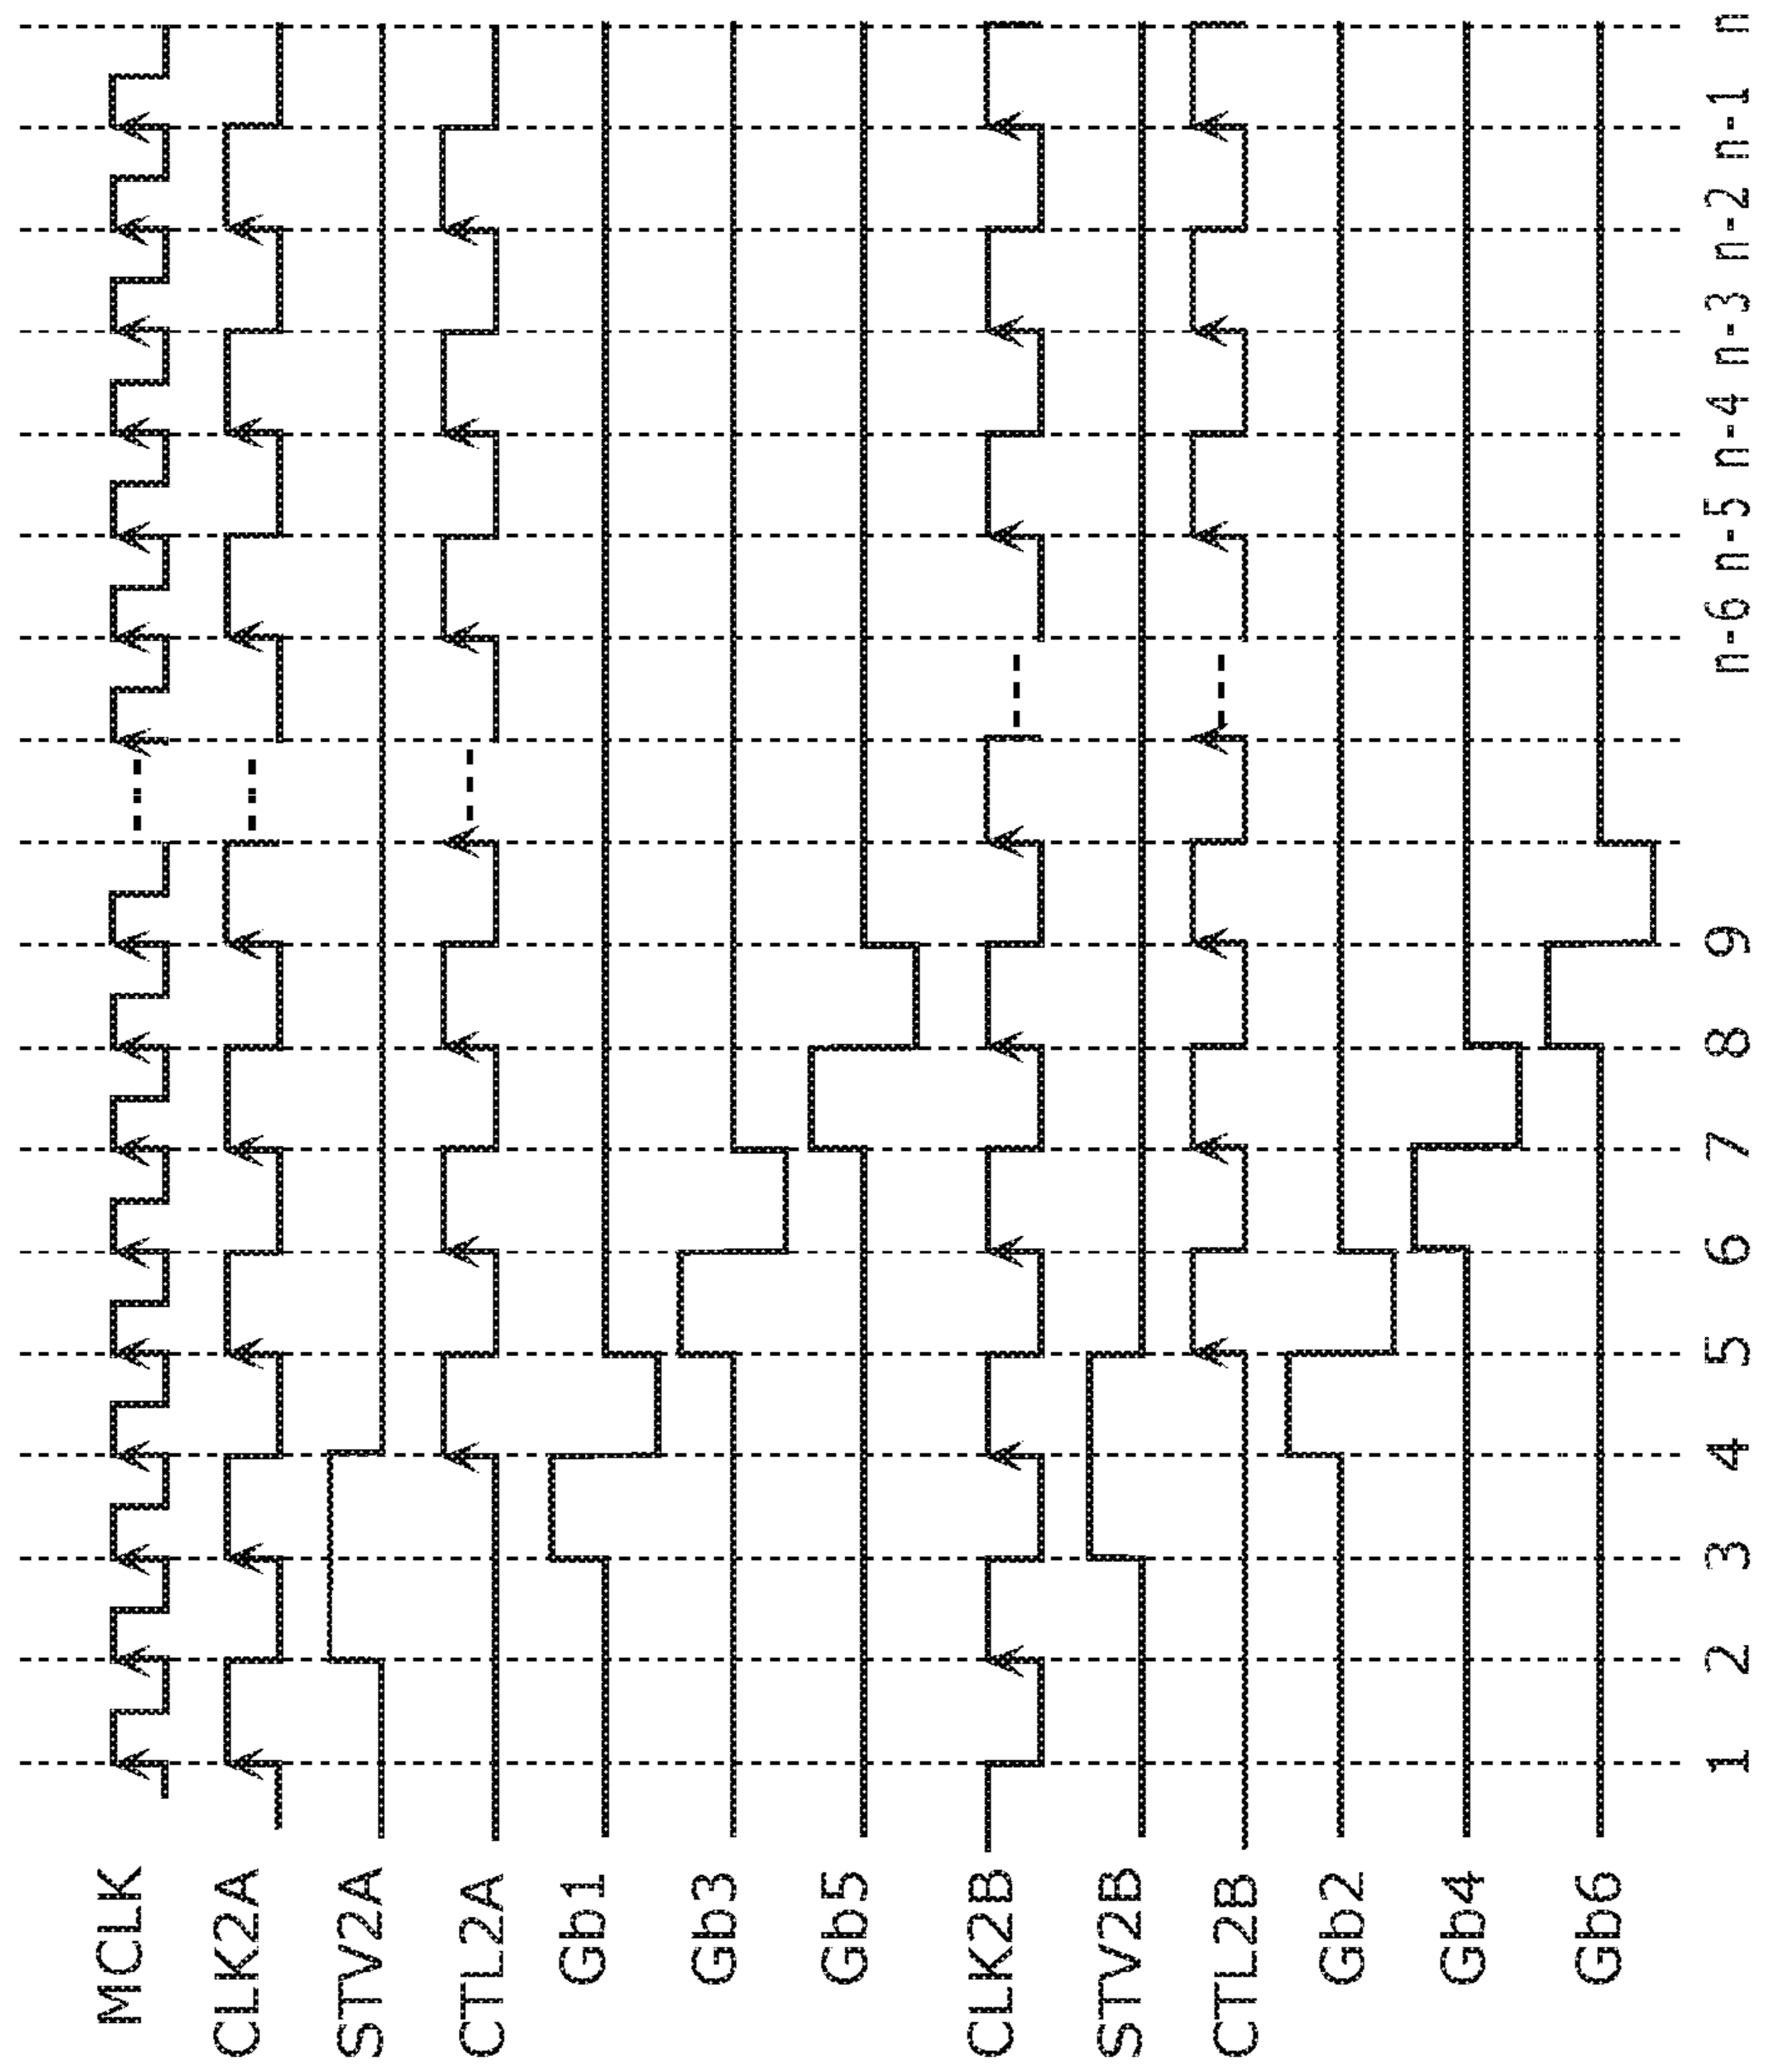 MCLK
CLK2A
STV2A
CTL2A
Gb1
Gb3
Gb5
CLK2B
STV2B
CTL2B
Gb2
Gb4
Gb6
1 2 3 4 5 6 7 8 9 n-6 n-5 n-4 n-3 n-2 n-1 n